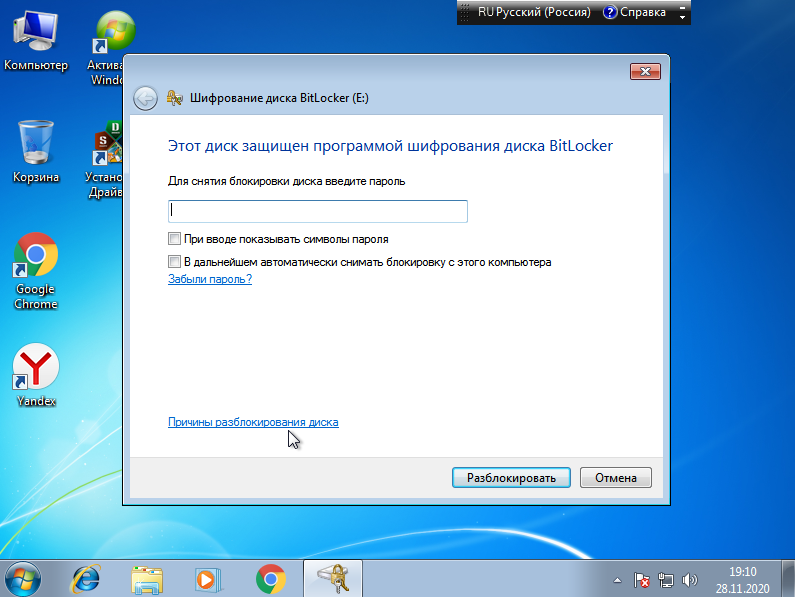 RU Русский (Россия) Справка
Компьютер
Актива
Windo
Корзина
Устано
Драйв
Google
Chrome
Yandex
Шифрование диска BitLocker (E:)
Этот диск защищен программой шифрования диска BitLocker
Для снятия блокировки диска введите пароль
При вводе показывать символы пароля
В дальнейшем автоматически снимать блокировку с этого компьютера
Забыли пароль?
Причины разблокирования диска
Разблокировать Отмена
19:10
28.11.2020